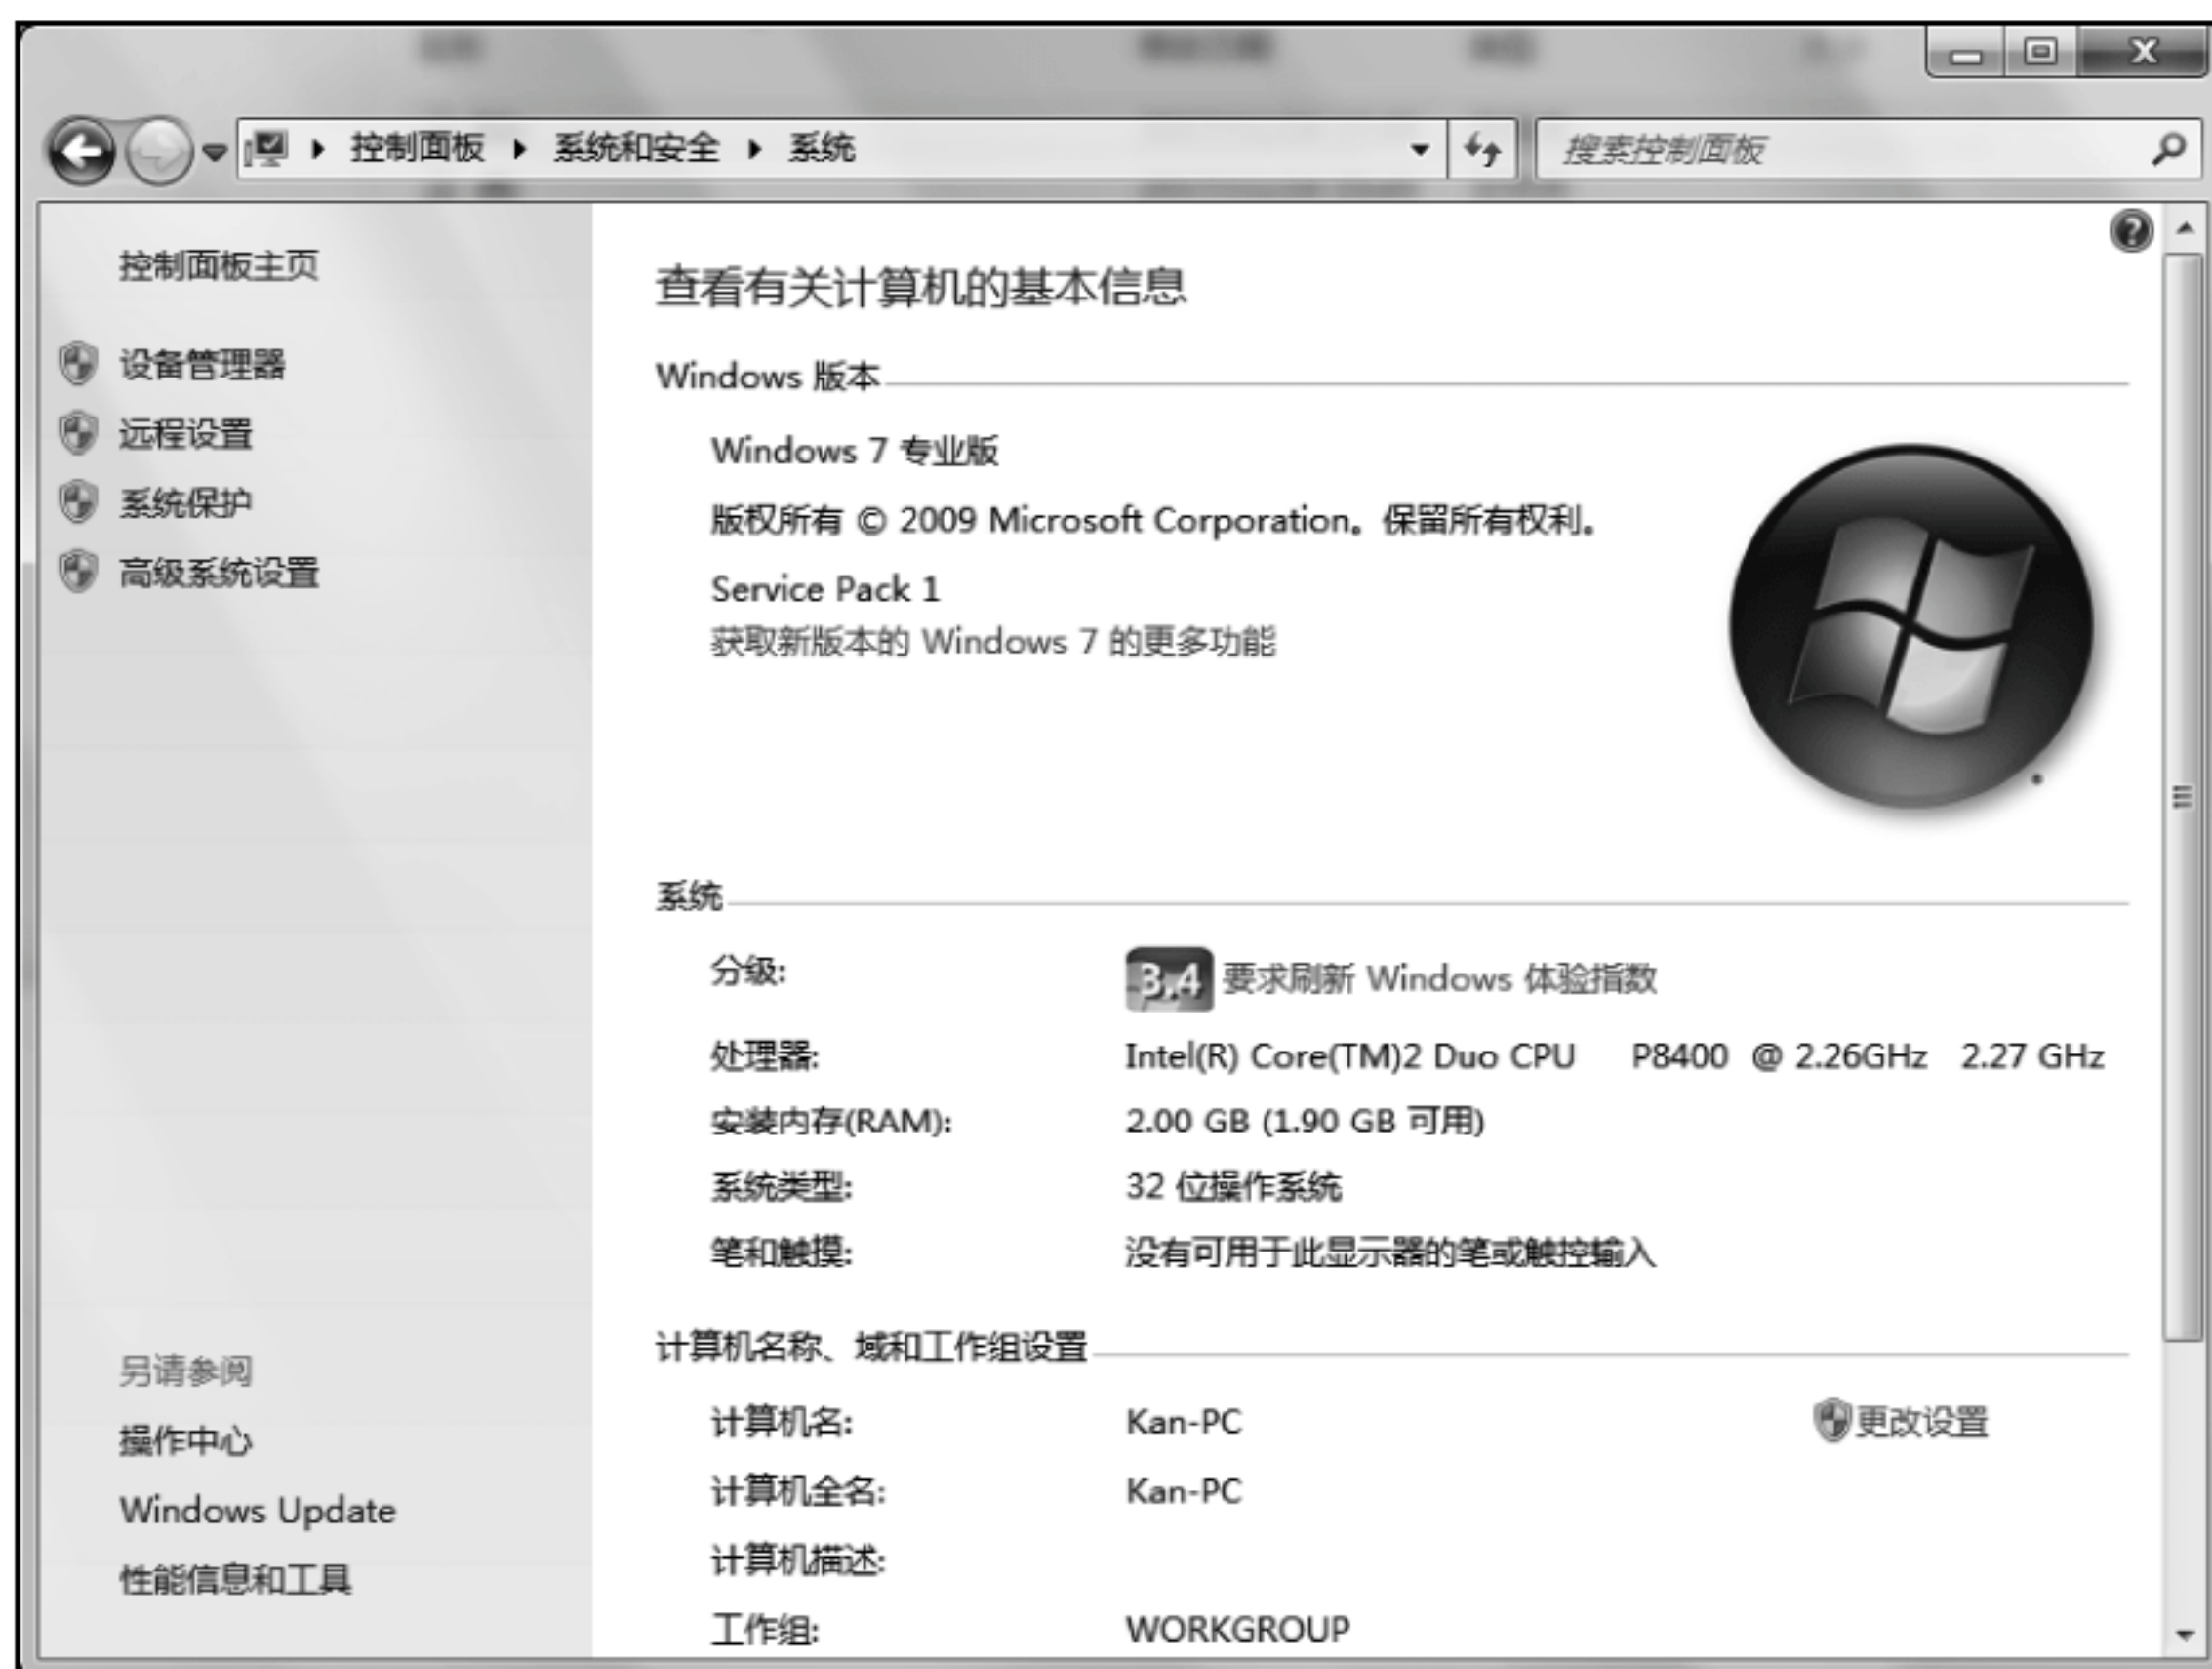 控制面板 系统和安全 系统
搜索控制面板
控制面板主页
设备管理器
远程设置
系统保护
高级系统设置
另请参阅
操作中心
Windows Update
性能信息和工具
查看有关计算机的基本信息
Windows 版本
Windows 7 专业版
版权所有 © 2009 Microsoft Corporation。保留所有权利。
Service Pack 1
获取新版本的 Windows 7 的更多功能
系统
分级: 3.4 要求刷新 Windows 体验指数
处理器: Intel(R) Core(TM)2 Duo CPU P8400 @ 2.26GHz 2.27 GHz
安装内存(RAM): 2.00 GB (1.90 GB 可用)
系统类型: 32 位操作系统
笔和触摸: 没有可用于此显示器的笔或触控输入
计算机名称、域和工作组设置
计算机名: Kan-PC 更改设置
计算机全名: Kan-PC
计算机描述:
工作组: WORKGROUP